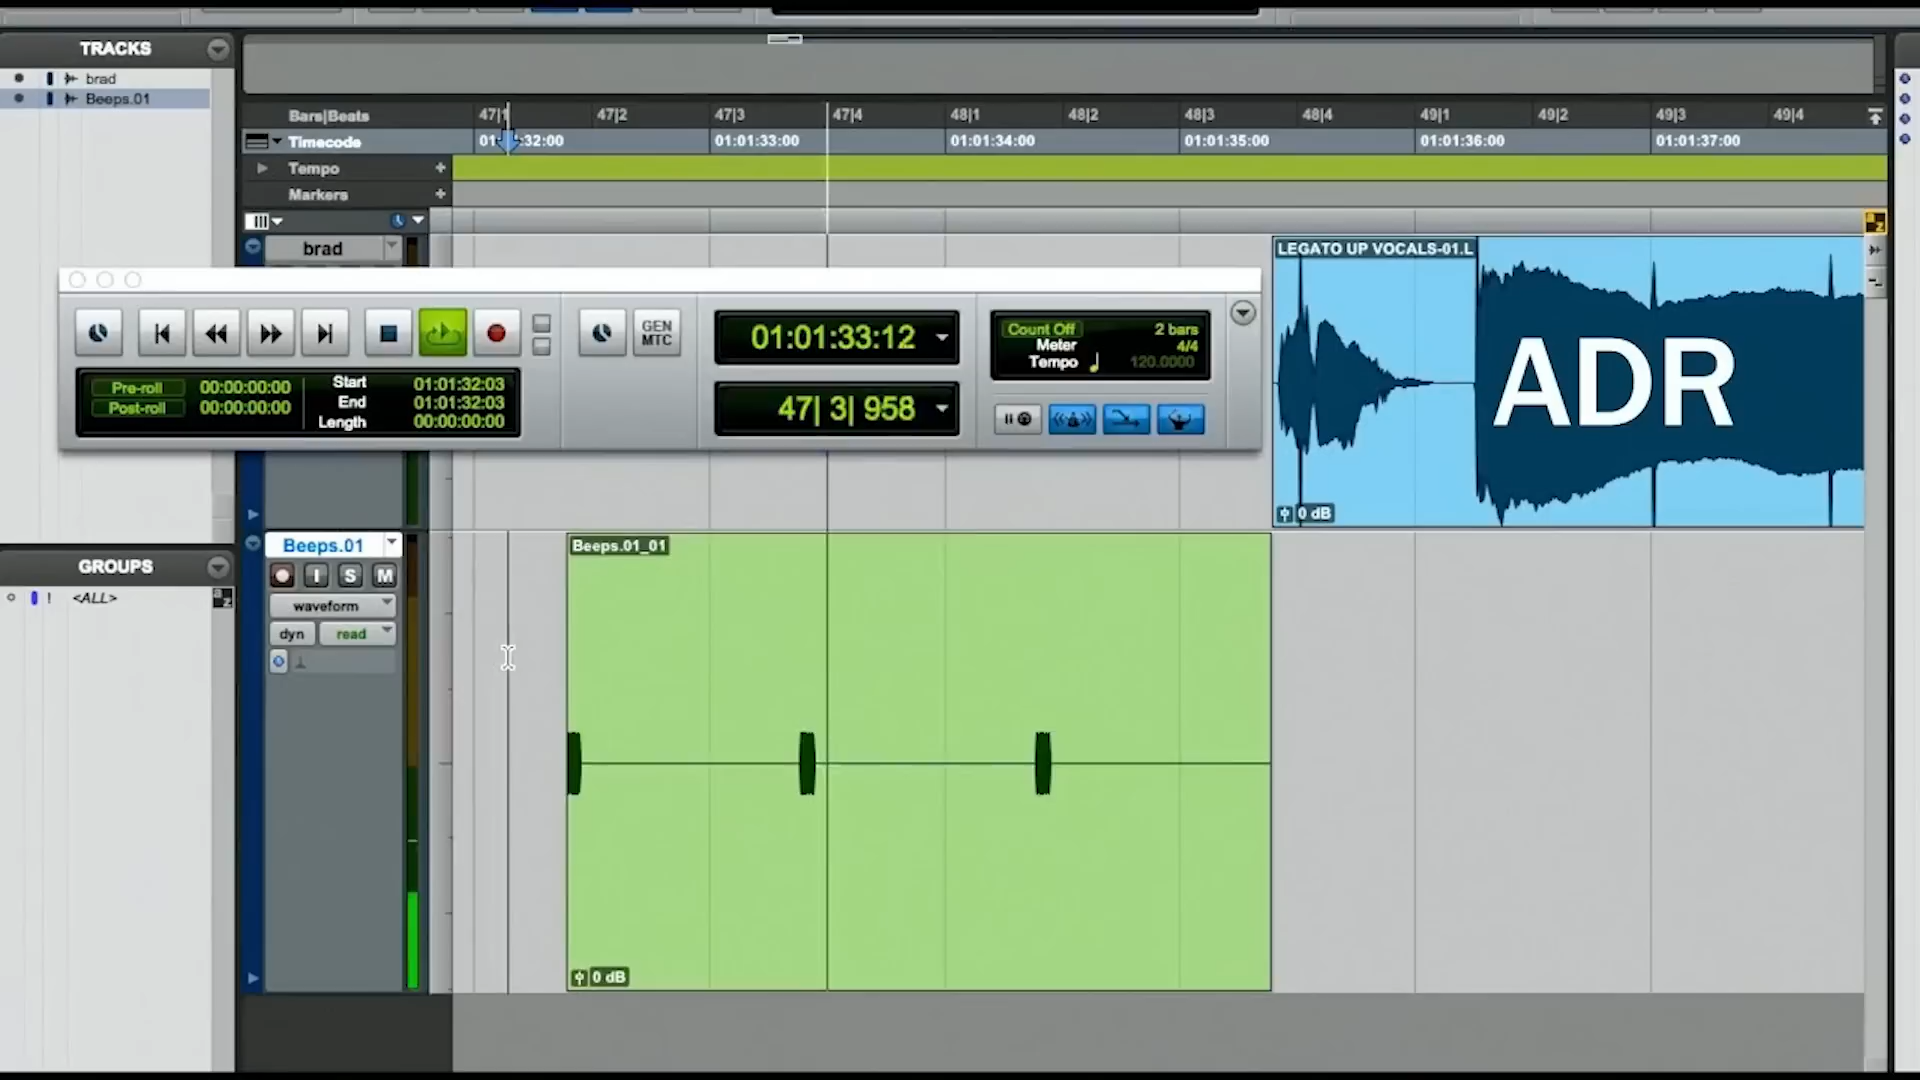 TRACKS
brad
Beeps.01
Bars|Beats
47|1
47|2
47|3
47|4
48|1
48|2
48|3
48|4
49|1
49|2
49|3
49|4
Timecode
01: :32:00
01:01:33:00
01:01:34:00
01:01:35:00
01:01:36:00
01:01:37:00
Tempo
Markers
brad
LEGATO UP VOCALS-01.L
ADR
0 dB
GEN
MTC
01:01:33:12
47| 3| 958
Count Off 2 bars
Meter 4/4
Tempo 120.0000
Pre-roll 00:00:00:00
Post-roll 00:00:00:00
Start 01:01:32:03
End 01:01:32:03
Length 00:00:00:00
Beeps.01
I S M
waveform
dyn read
Beeps.01_01
0 dB
GROUPS
! <ALL>
a z